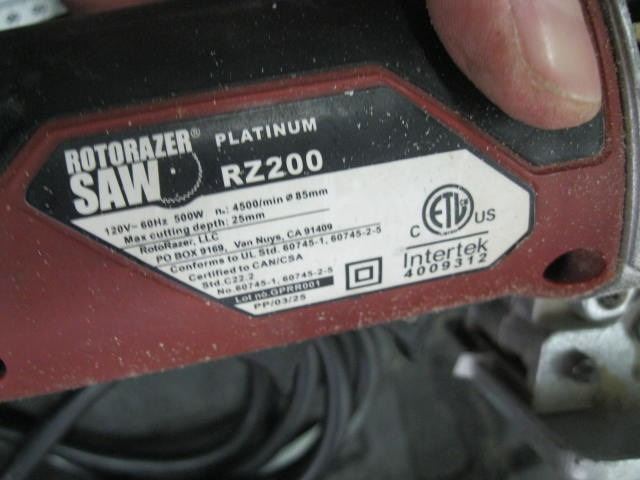 ROTORAZER®
SAW
PLATINUM
RZ200
120V~ 60Hz 500W n₀: 4500/min ø 85mm
Max cutting depth: 25mm
RotoRazer, LLC
PO BOX 9169, Van Nuys, CA 91409
Conforms to UL Std. 60745-1, 60745-2-5
Certified to CAN/CSA
Std.C22.2
No.60745-1, 60745-2-5
Lot no.GPRR001
PP/03/25
C ETL US
Intertek
4009312